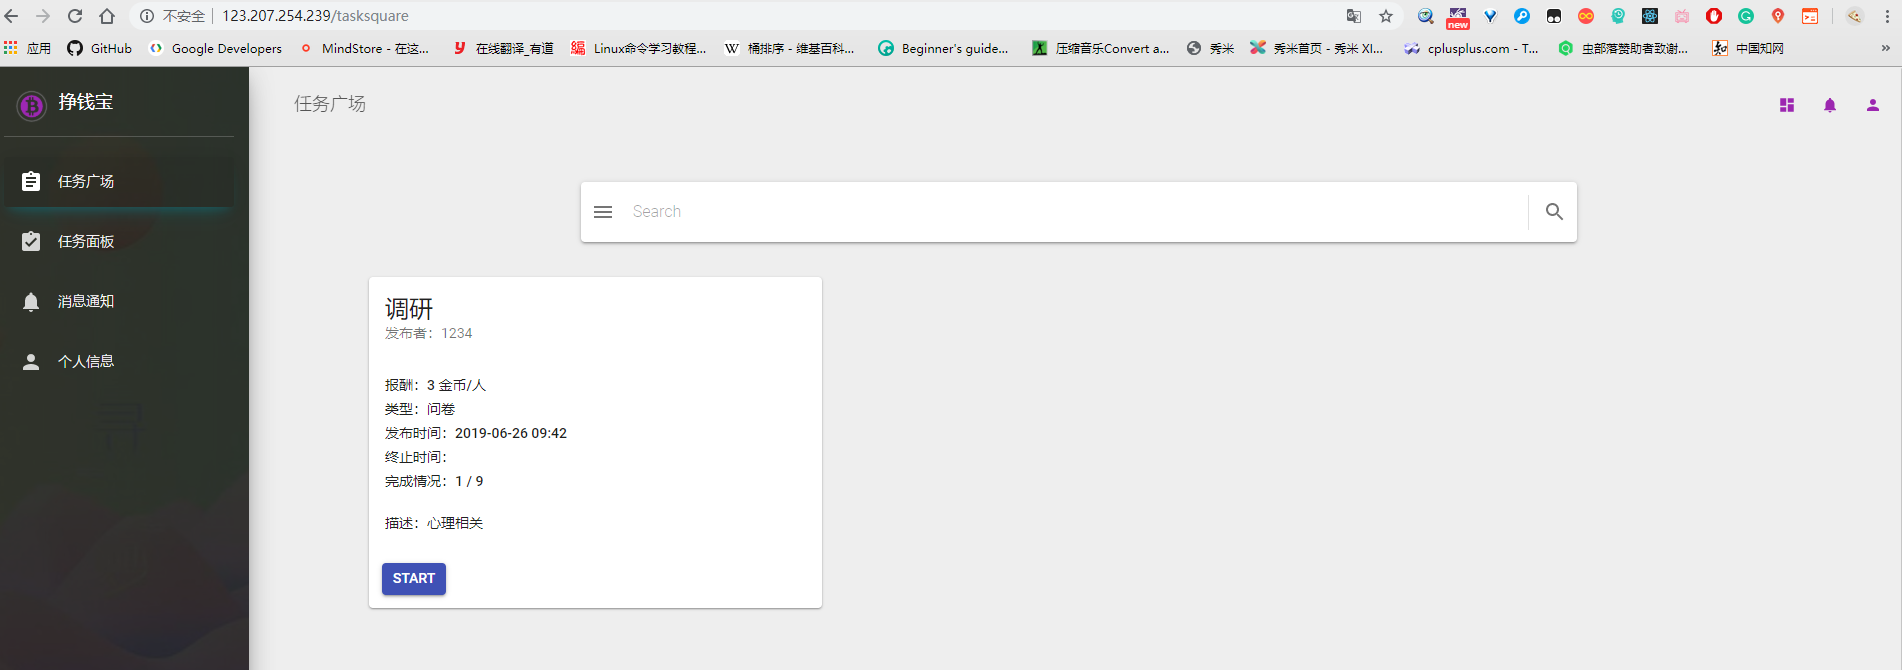 不安全 123.207.254.239/tasksquare
new
应用 GitHub Google Developers MindStore - 在这... 在线翻译_有道 Linux命令学习教程... 桶排序 - 维基百科... Beginner's guide... 压缩音乐Convert a... 秀米 秀米首页 - 秀米 XI... cplusplus.com - T... 虫部落赞助者致谢... 中国知网 »
挣钱宝
任务广场
任务广场
任务面板
消息通知
个人信息
Search
调研
发布者：1234
报酬：3 金币/人
类型：问卷
发布时间：2019-06-26 09:42
终止时间：
完成情况：1 / 9
描述：心理相关
START